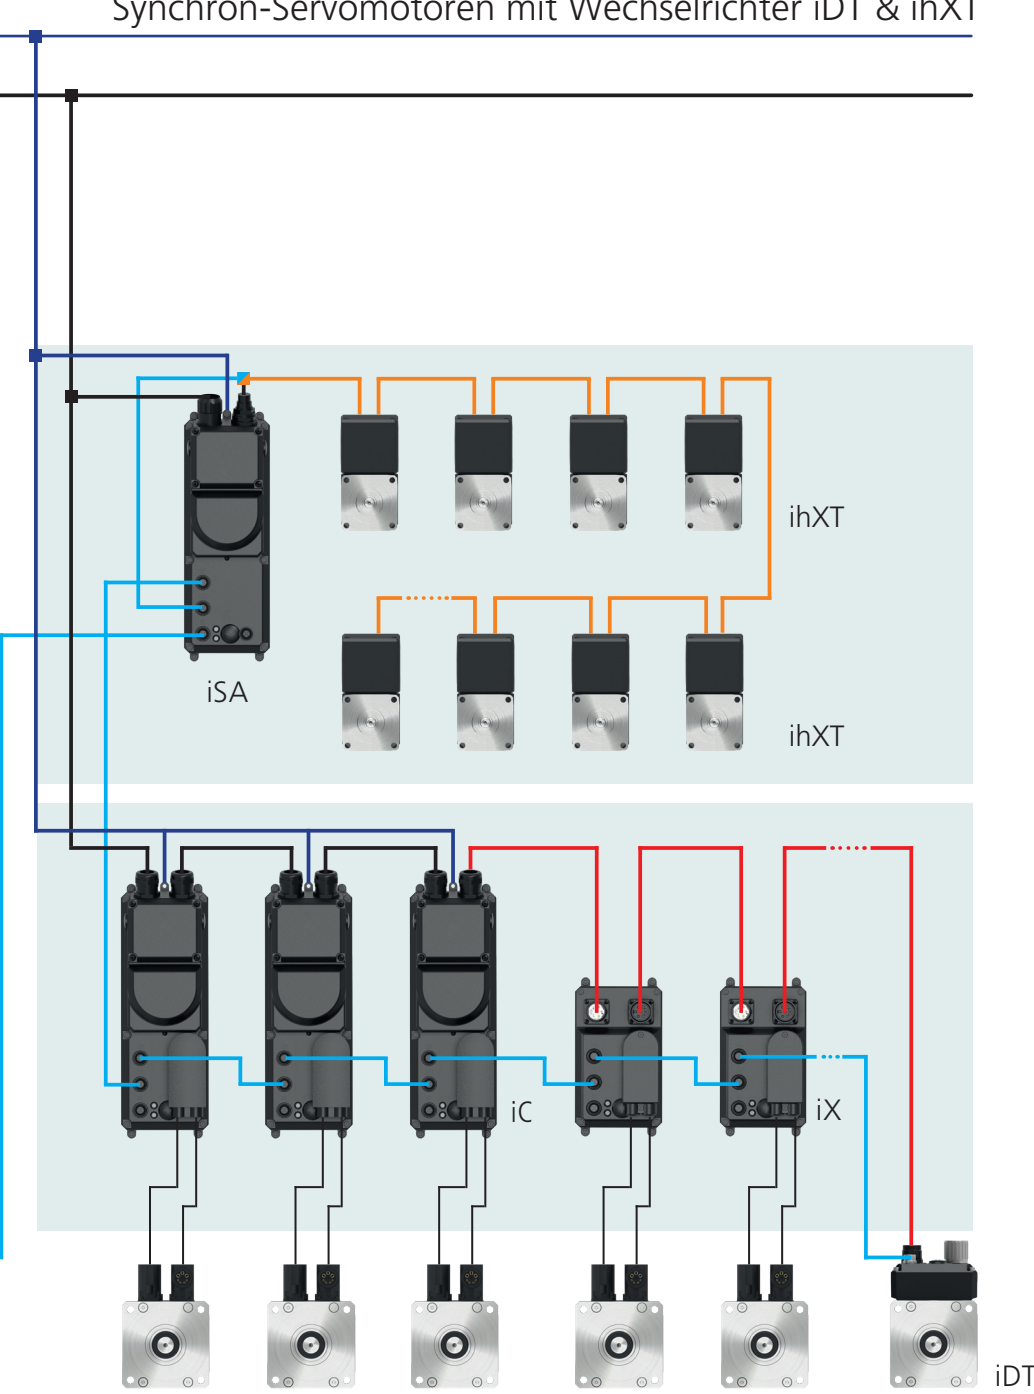 Synchron-Servomotoren mit Wechselrichter iDT & ihXT
ihXT
iSA
ihXT
iC
iX
iDT